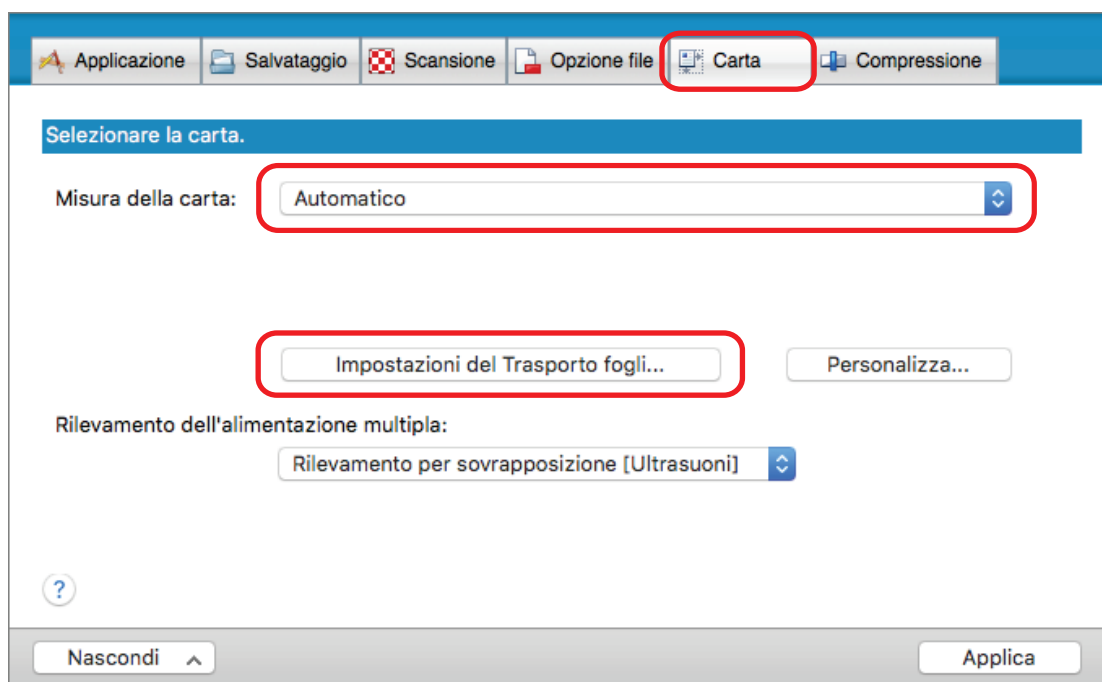 Applicazione Salvataggio Scansione Opzione file Carta Compressione
Selezionare la carta.
Misura della carta: Automatico
Impostazioni del Trasporto fogli... Personalizza...
Rilevamento dell'alimentazione multipla:
Rilevamento per sovrapposizione [Ultrasuoni]
?
Nascondi Applica